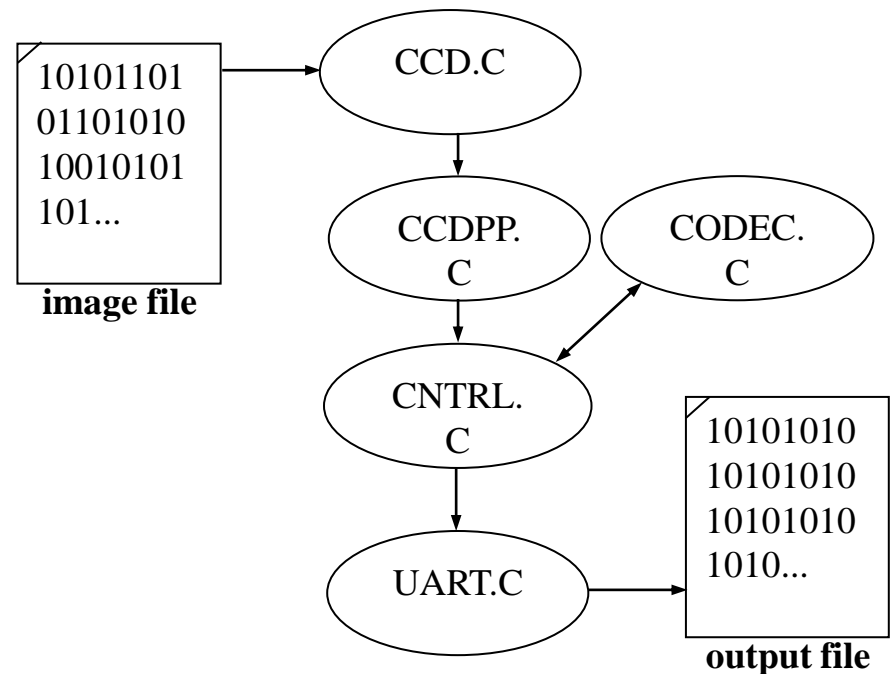 10101101
01101010
10010101
101...
image file
CCD.C
CCDPP.
C
CODEC.
C
CNTRL.
C
UART.C
10101010
10101010
10101010
1010...
output file